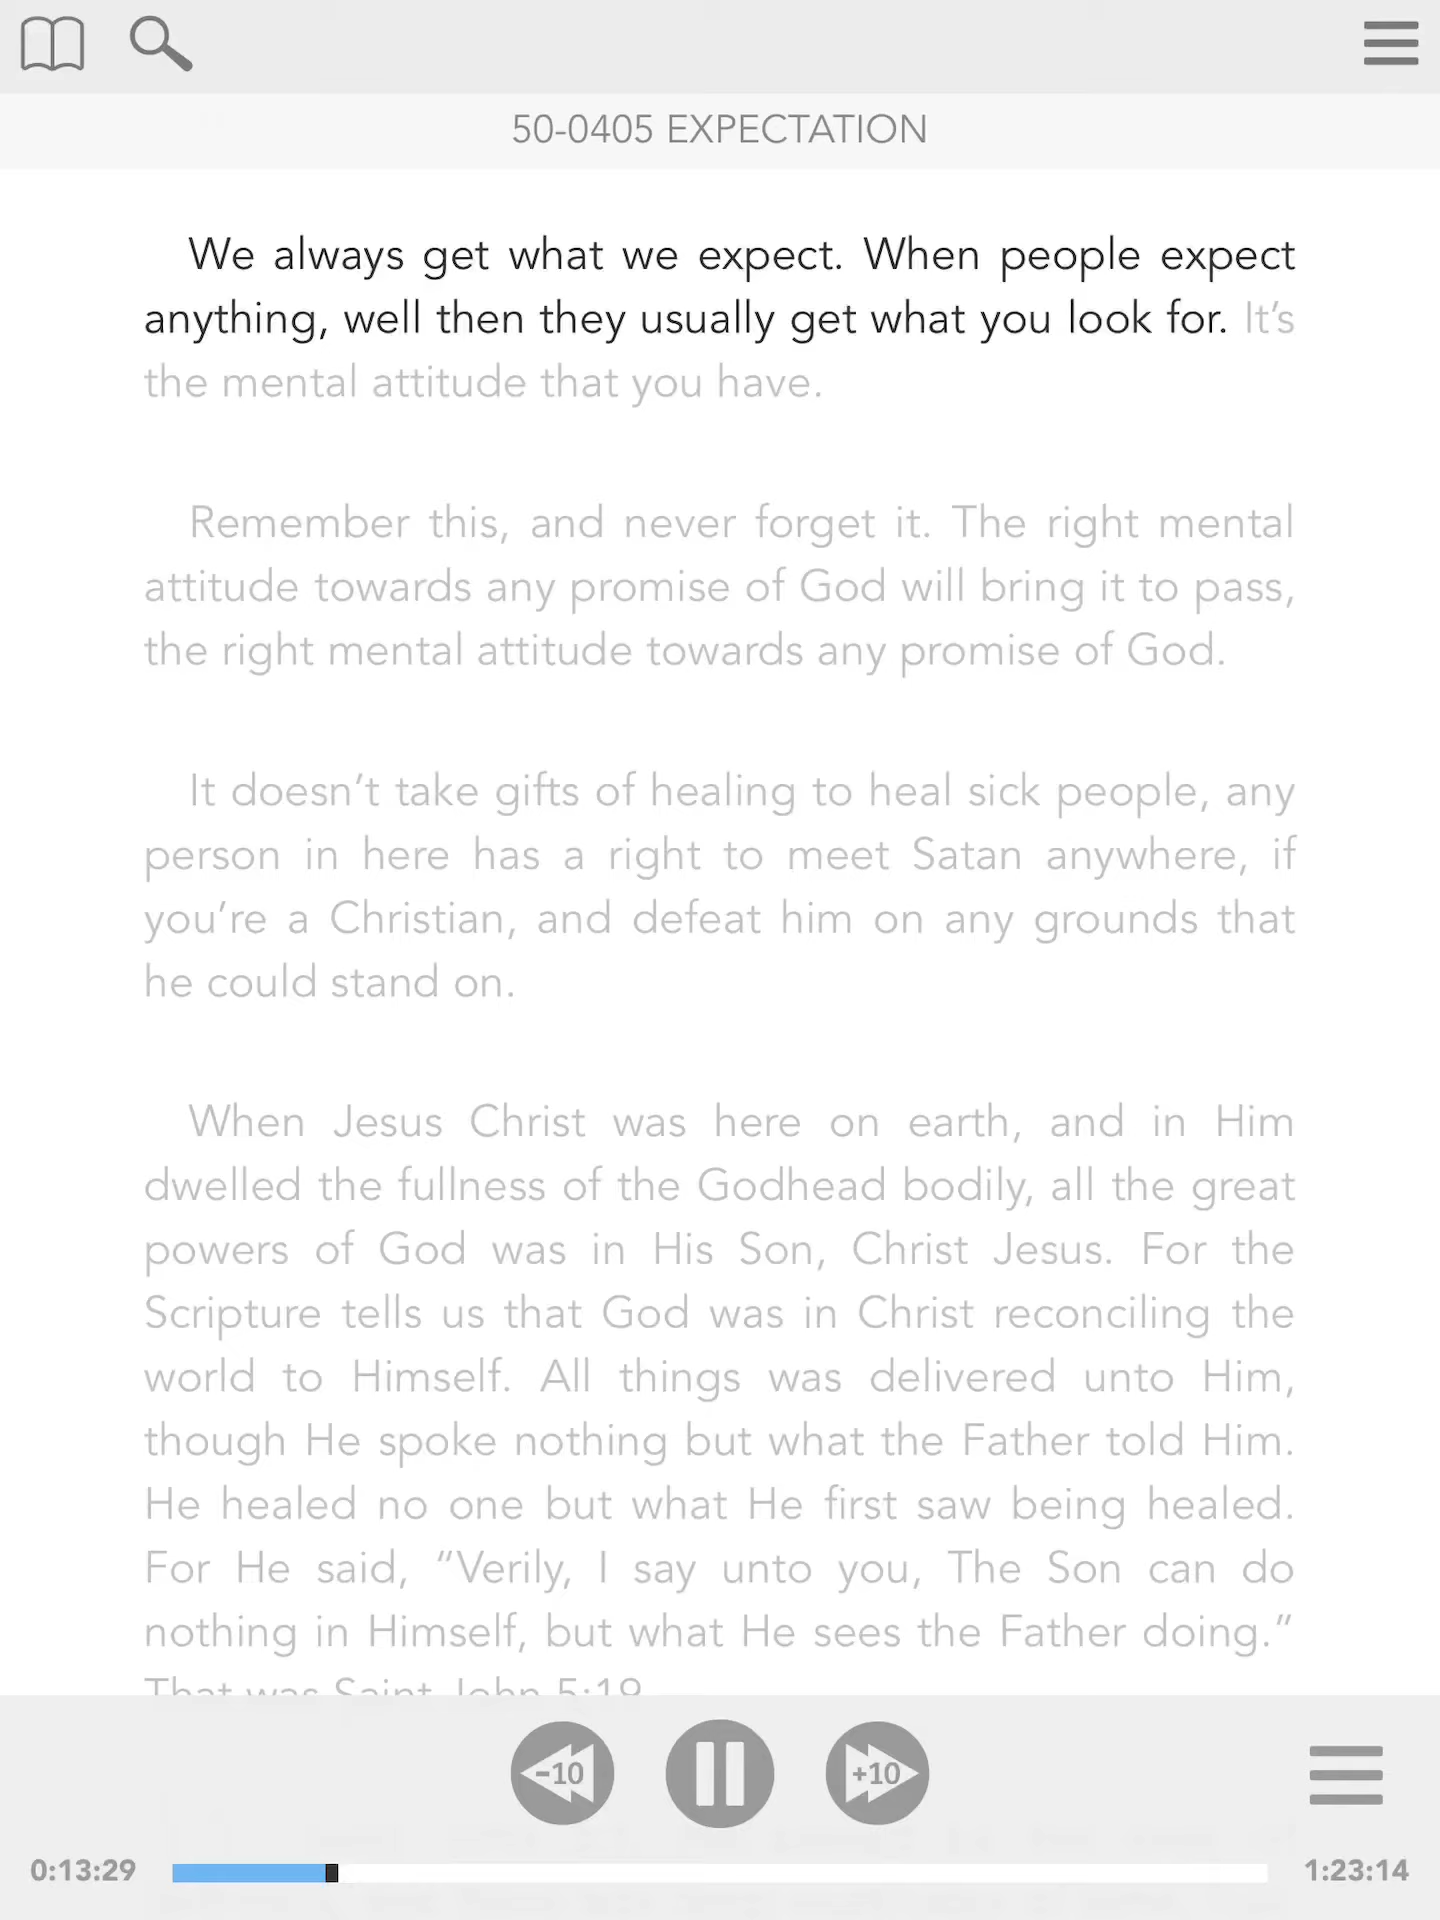 50-0405 EXPECTATION
We always get what we expect. When people expect
anything, well then they usually get what you look for. It’s
the mental attitude that you have.
Remember this, and never forget it. The right mental
attitude towards any promise of God will bring it to pass,
the right mental attitude towards any promise of God.
It doesn’t take gifts of healing to heal sick people, any
person in here has a right to meet Satan anywhere, if
you’re a Christian, and defeat him on any grounds that
he could stand on.
When Jesus Christ was here on earth, and in Him
dwelled the fullness of the Godhead bodily, all the great
powers of God was in His Son, Christ Jesus. For the
Scripture tells us that God was in Christ reconciling the
world to Himself. All things was delivered unto Him,
though He spoke nothing but what the Father told Him.
He healed no one but what He first saw being healed.
For He said, “Verily, I say unto you, The Son can do
nothing in Himself, but what He sees the Father doing.”
That was Saint John 5:19
-10
+10
0:13:29
1:23:14